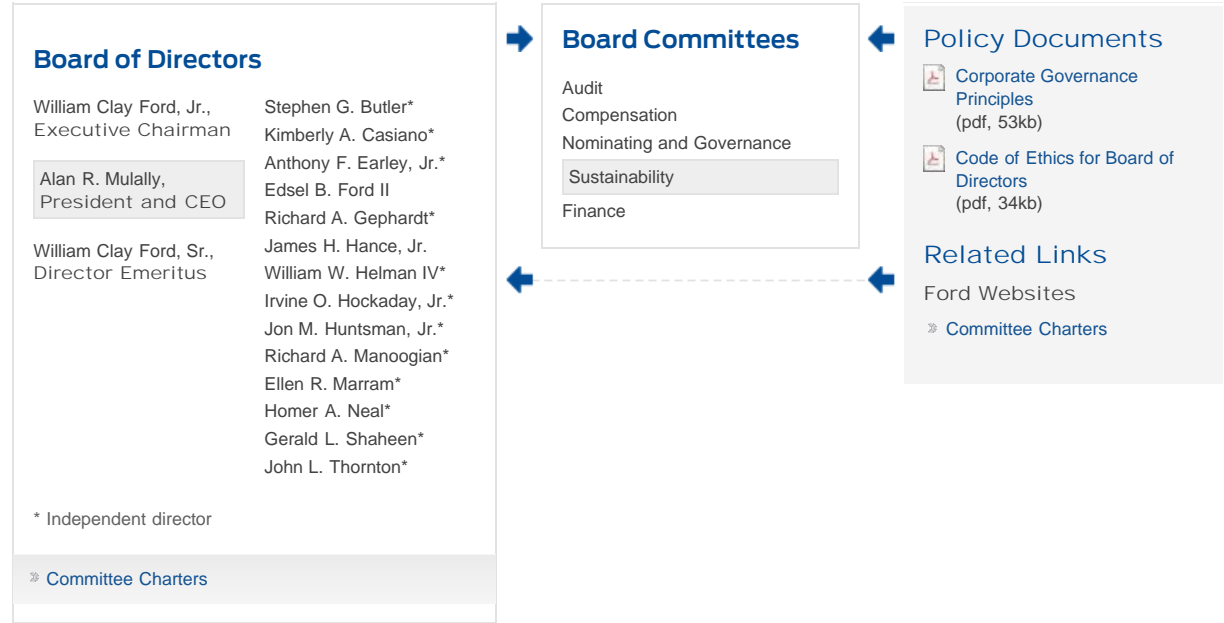 Board of Directors
William Clay Ford, Jr.,
Executive Chairman
Alan R. Mulally,
President and CEO
William Clay Ford, Sr.,
Director Emeritus
Stephen G. Butler*
Kimberly A. Casiano*
Anthony F. Earley, Jr.*
Edsel B. Ford II
Richard A. Gephardt*
James H. Hance, Jr.
William W. Helman IV*
Irvine O. Hockaday, Jr.*
Jon M. Huntsman, Jr.*
Richard A. Manoogian*
Ellen R. Marram*
Homer A. Neal*
Gerald L. Shaheen*
John L. Thornton*
* Independent director
» Committee Charters
Board Committees
Audit
Compensation
Nominating and Governance
Sustainability
Finance
Policy Documents
Corporate Governance
Principles
(pdf, 53kb)
Code of Ethics for Board of
Directors
(pdf, 34kb)
Related Links
Ford Websites
» Committee Charters